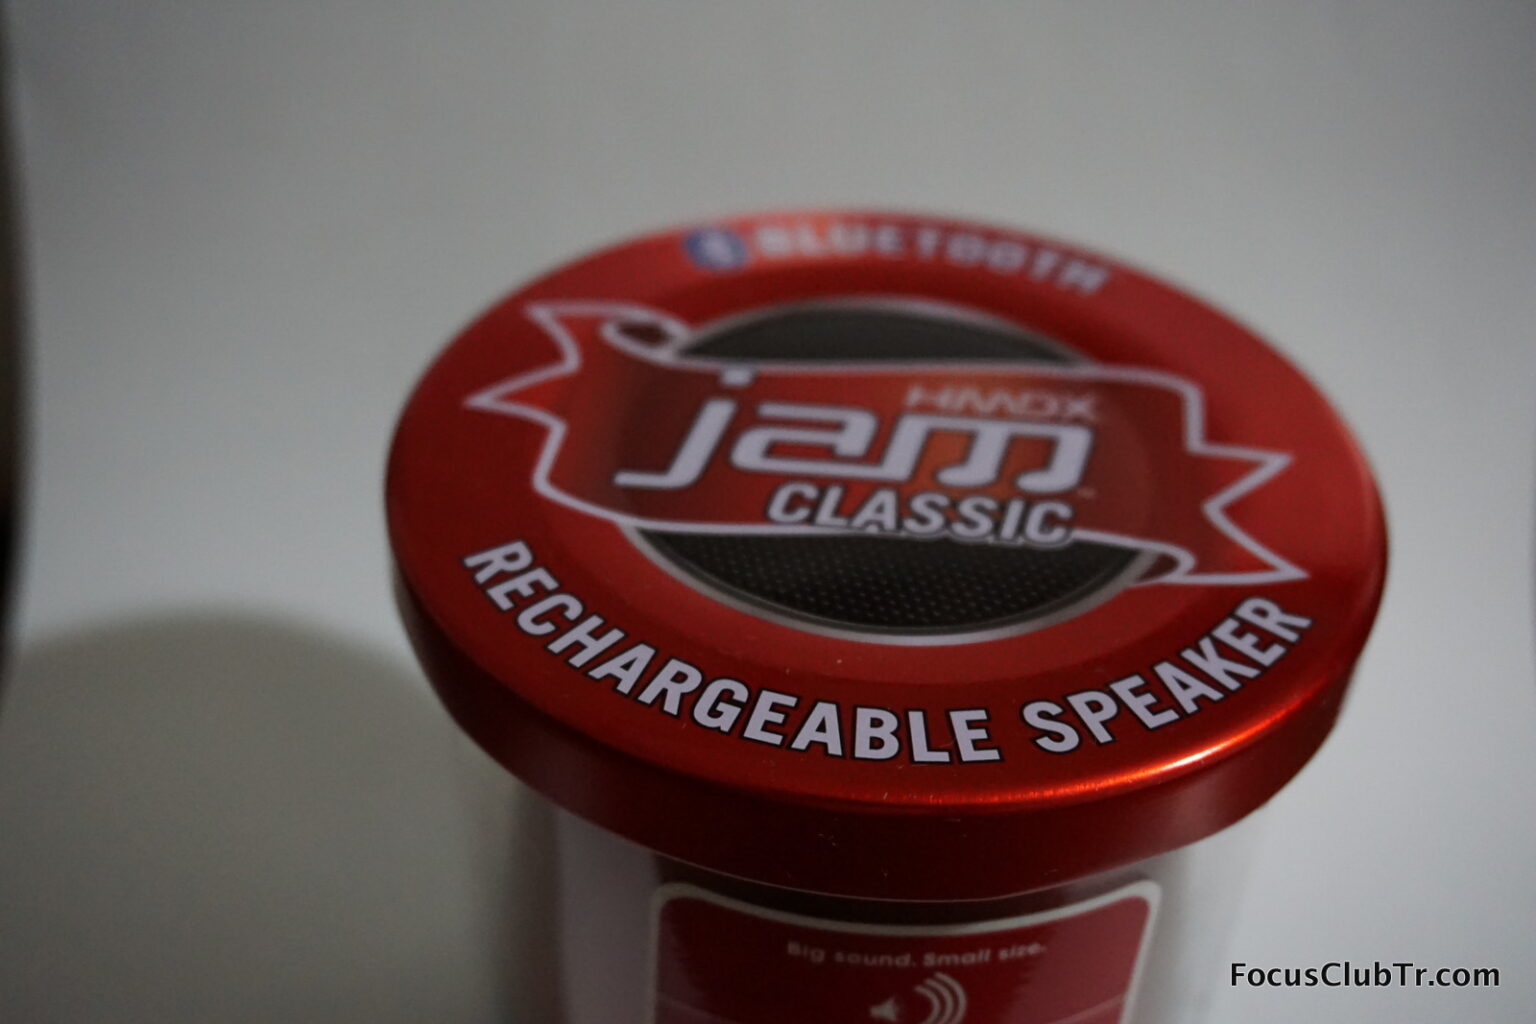 BLUETOOTH
HMDX
jam
CLASSIC
RECHARGEABLE SPEAKER
Big sound. Small size.
FocusClubTr.com